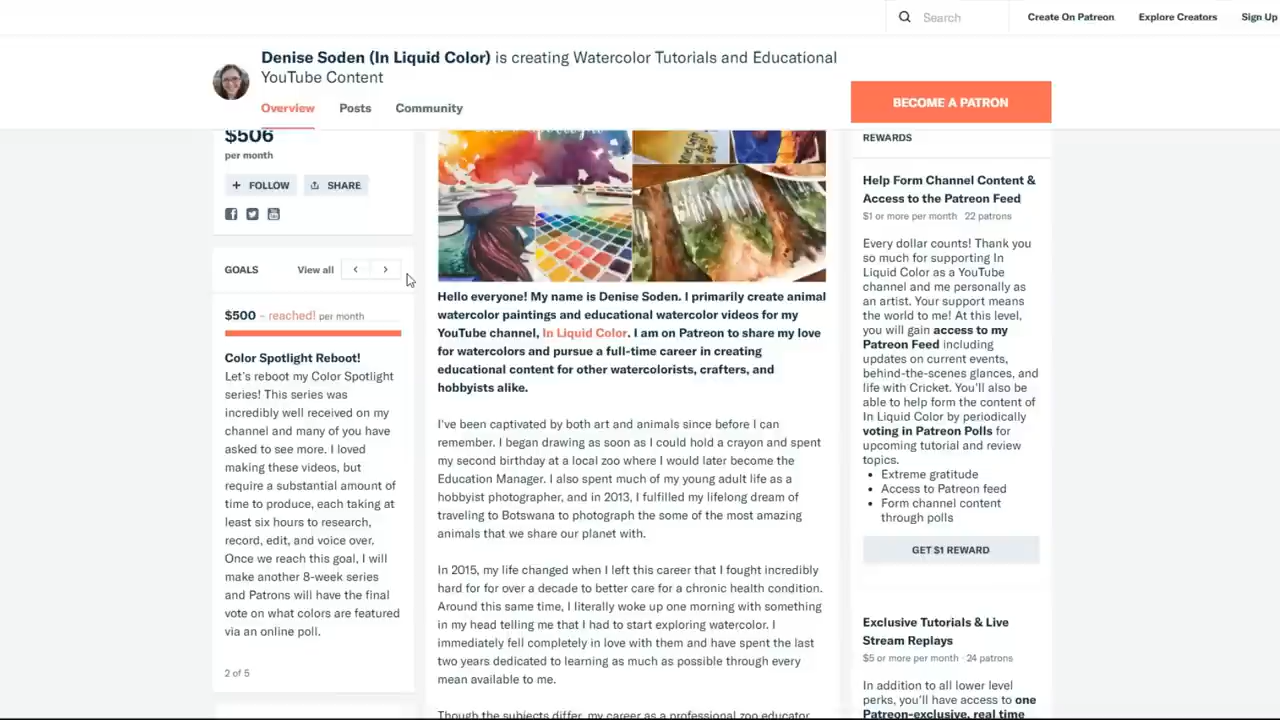 Search
Create On Patreon
Explore Creators
Sign Up
Denise Soden (In Liquid Color) is creating Watercolor Tutorials and Educational
YouTube Content
Overview
Posts
Community
BECOME A PATRON
$506
per month
+ FOLLOW
SHARE
GOALS
View all
$500 – reached! per month
Color Spotlight Reboot!
Let's reboot my Color Spotlight
series! This series was
incredibly well received on my
channel and many of you have
asked to see more. I loved
making these videos, but
require a substantial amount of
time to produce, each taking at
least six hours to research,
record, edit, and voice over.
Once we reach this goal, I will
make another 8-week series
and Patrons will have the final
vote on what colors are featured
via an online poll.
2 of 5
Hello everyone! My name is Denise Soden. I primarily create animal
watercolor paintings and educational watercolor videos for my
YouTube channel, In Liquid Color. I am on Patreon to share my love
for watercolors and pursue a full-time career in creating
educational content for other watercolorists, crafters, and
hobbyists alike.
I've been captivated by both art and animals since before I can
remember. I began drawing as soon as I could hold a crayon and spent
my second birthday at a local zoo where I would later become the
Education Manager. I also spent much of my young adult life as a
hobbyist photographer, and in 2013, I fulfilled my lifelong dream of
traveling to Botswana to photograph the some of the most amazing
animals that we share our planet with.
In 2015, my life changed when I left this career that I fought incredibly
hard for for over a decade to better care for a chronic health condition.
Around this same time, I literally woke up one morning with something
in my head telling me that I had to start exploring watercolor. I
immediately fell completely in love with them and have spent the last
two years dedicated to learning as much as possible through every
mean available to me.
Though the subjects differ, my career as a professional zoo educator
REWARDS
Help Form Channel Content &
Access to the Patreon Feed
$1 or more per month · 22 patrons
Every dollar counts! Thank you
so much for supporting In
Liquid Color as a YouTube
channel and me personally as
an artist. Your support means
the world to me! At this level,
you will gain access to my
Patreon Feed including
updates on current events,
behind-the-scenes glances, and
life with Cricket. You'll also be
able to help form the content of
In Liquid Color by periodically
voting in Patreon Polls for
upcoming tutorial and review
topics.
• Extreme gratitude
• Access to Patreon feed
• Form channel content
through polls
GET $1 REWARD
Exclusive Tutorials & Live
Stream Replays
$5 or more per month · 24 patrons
In addition to all lower level
perks, you'll have access to one
Patreon-exclusive, real time